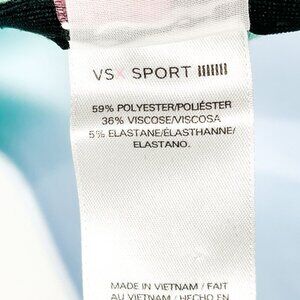 VSX SPORT
59% POLYESTER/POLIÉSTER
36% VISCOSE/VISCOSA
5% ELASTANE/ÉLASTHANNE/
ELASTANO.
MADE IN VIETNAM / FAIT
AU VIETNAM / HECHO EN